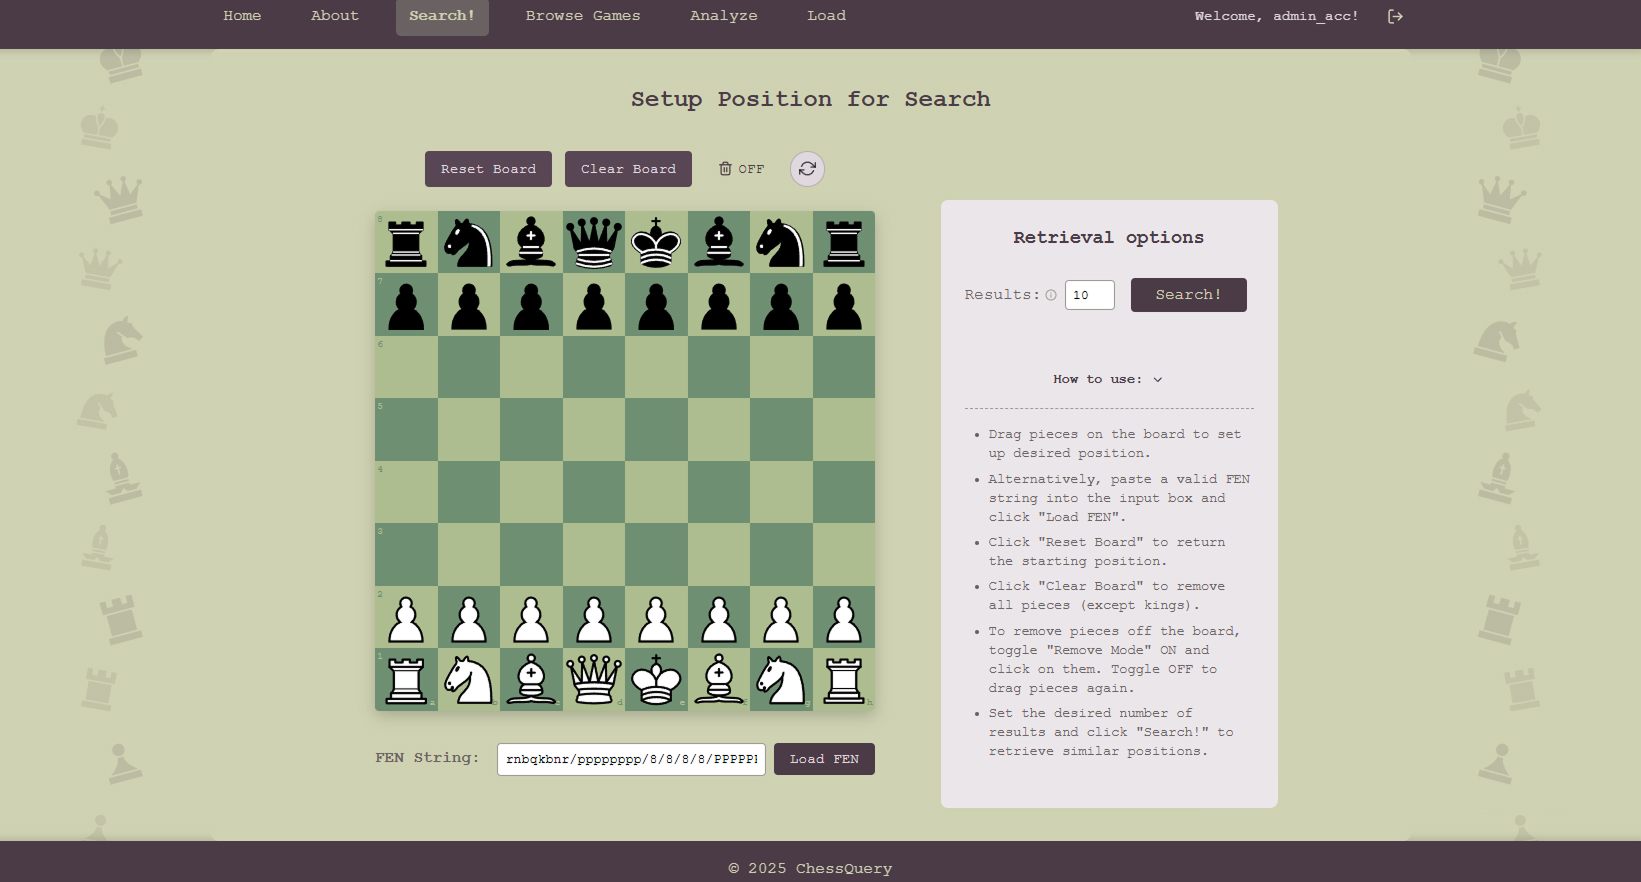 Home About Search! Browse Games Analyze Load Welcome, admin_acc!
Setup Position for Search
Reset Board Clear Board OFF
8
7
6
5
4
3
2
1
a b c d e f g h
FEN String: rnbqkbnr/pppppppp/8/8/8/8/PPPPPP Load FEN
Retrieval options
Results: 10 Search!
How to use:
• Drag pieces on the board to set
up desired position.
• Alternatively, paste a valid FEN
string into the input box and
click "Load FEN".
• Click "Reset Board" to return
the starting position.
• Click "Clear Board" to remove
all pieces (except kings).
• To remove pieces off the board,
toggle "Remove Mode" ON and
click on them. Toggle OFF to
drag pieces again.
• Set the desired number of
results and click "Search!" to
retrieve similar positions.
© 2025 ChessQuery